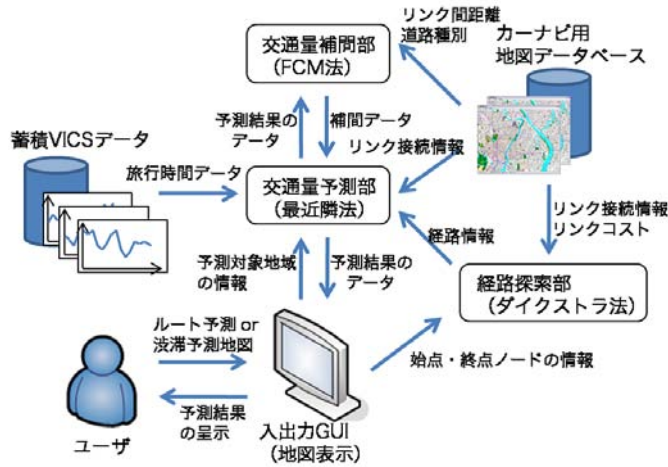 リンク間距離
道路種別
カーナビ用
地図データベース
交通量補間部
(FCM法)
予測結果の
データ
補間データ
リンク接続情報
蓄積VICSデータ
旅行時間データ
交通量予測部
(最近隣法)
リンク接続情報
リンクコスト
経路情報
予測対象地域
の情報
予測結果の
データ
経路探索部
(ダイクストラ法)
ルート予測 or
渋滞予測地図
始点・終点ノードの情報
予測結果
の呈示
ユーザ
入出力GUI
(地図表示)